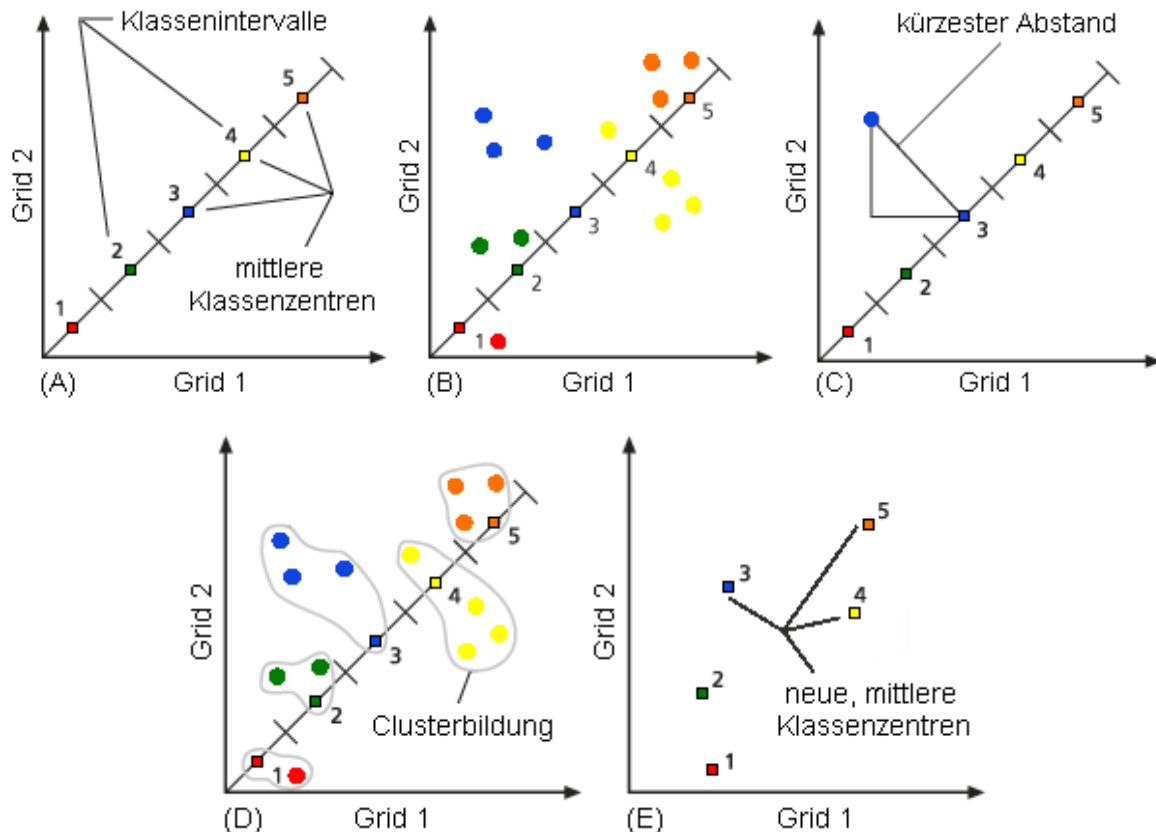 Klassenintervalle
5
4
3
2
1
mittlere
Klassenzentren
Grid 2
(A)
Grid 1
5
4
3
2
1
Grid 2
(B)
Grid 1
kürzester Abstand
5
4
3
2
1
Grid 2
(C)
Grid 1
5
4
3
2
1
Clusterbildung
Grid 2
(D)
Grid 1
5
3
4
2
neue, mittlere
Klassenzentren
1
Grid 2
(E)
Grid 1